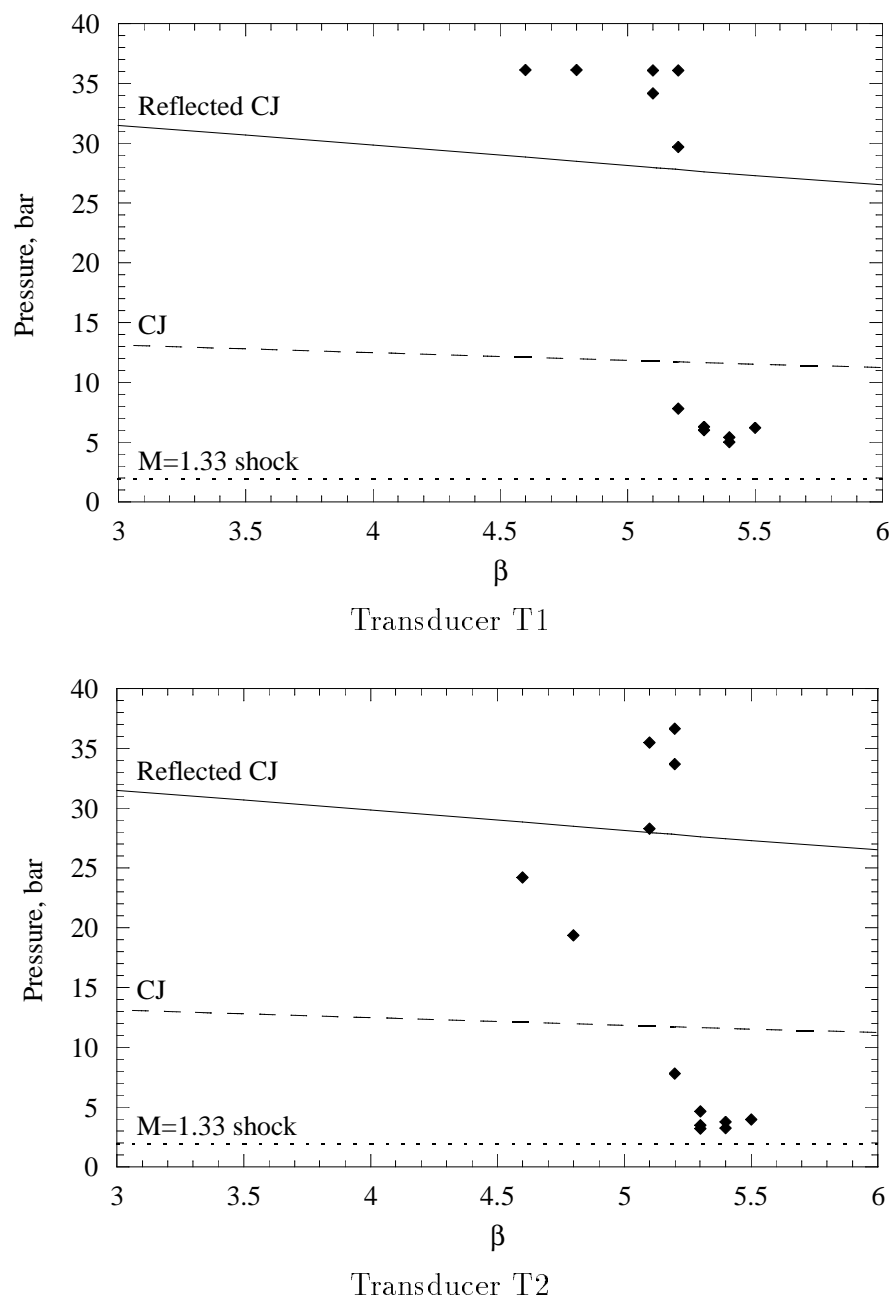 40
35
30
25
20
15
10
5
0
Pressure, bar
Reflected CJ
CJ
M=1.33 shock
3 3.5 4 4.5 5 5.5 6
β
Transducer T1
40
35
30
25
20
15
10
5
0
Pressure, bar
Reflected CJ
CJ
M=1.33 shock
3 3.5 4 4.5 5 5.5 6
β
Transducer T2